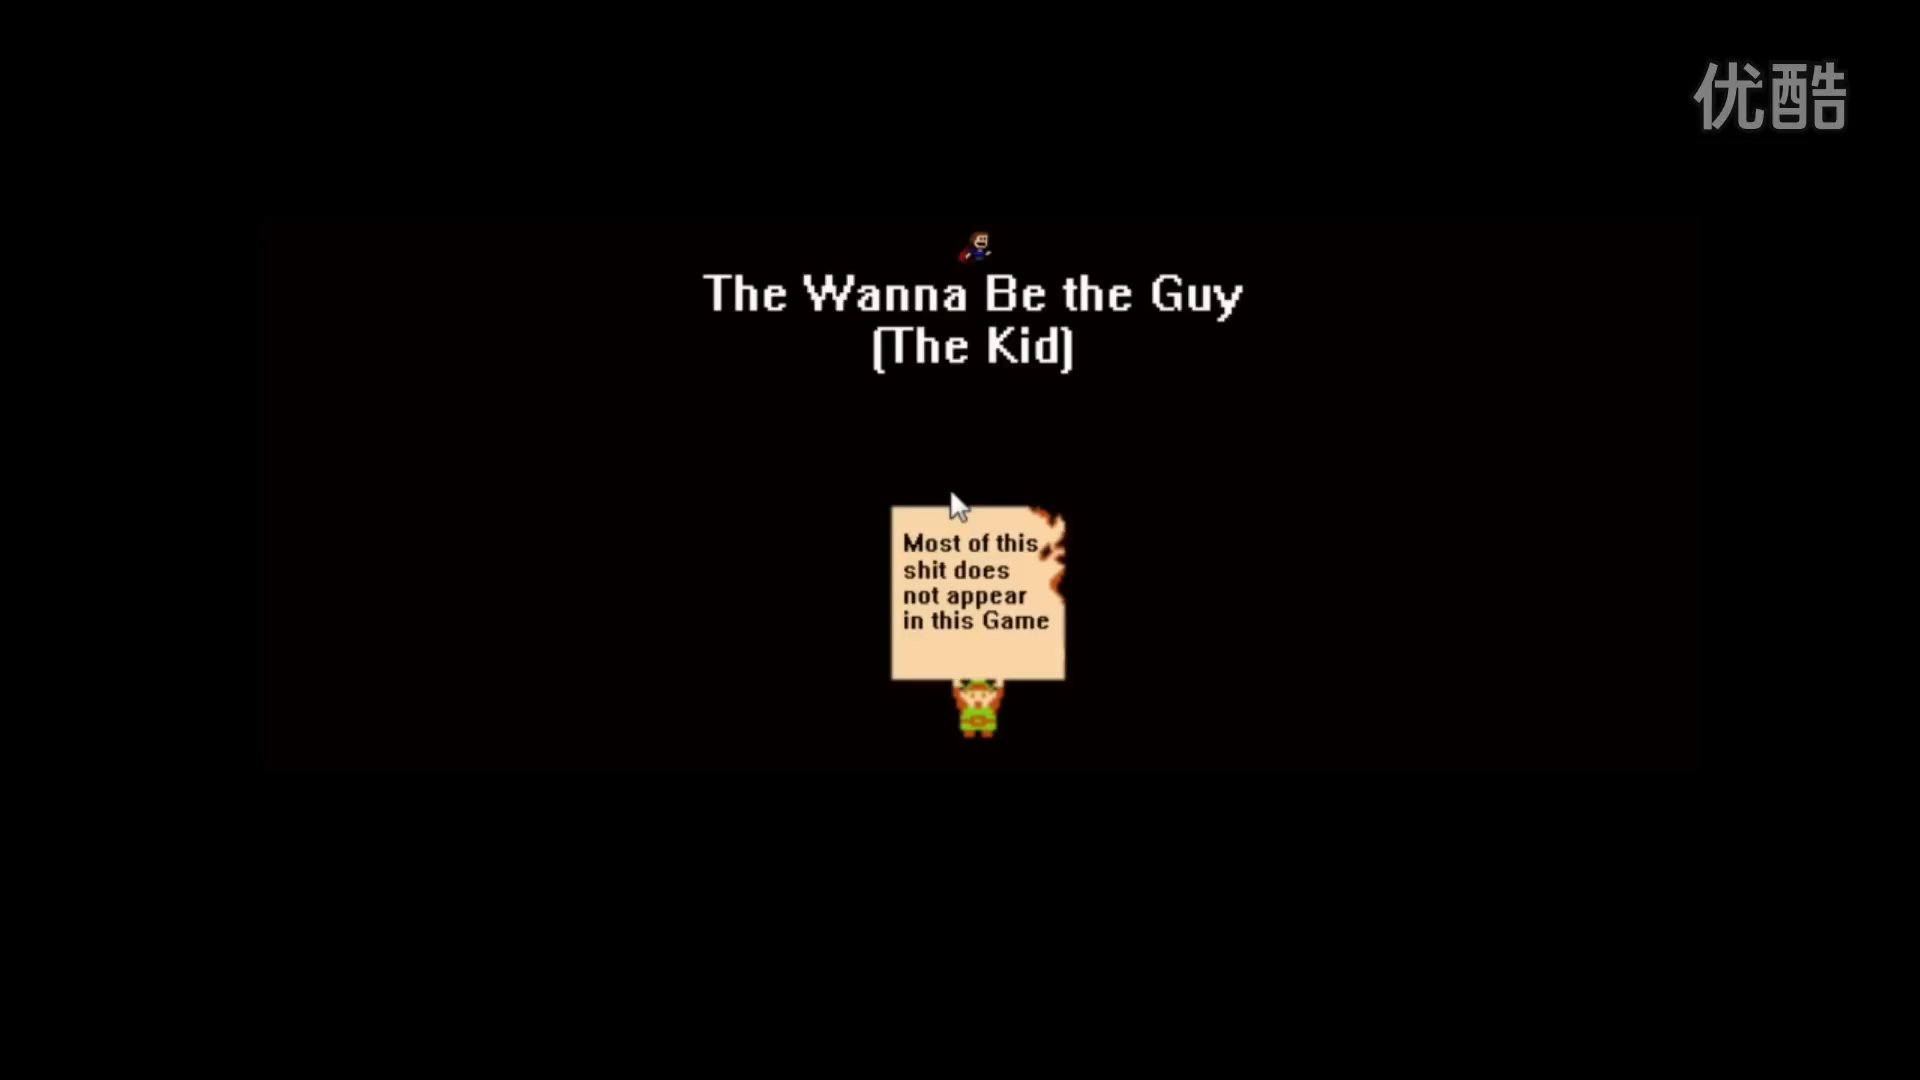 优酷
The Wanna Be the Guy
(The Kid)
Most of this
shit does
not appear
in this Game